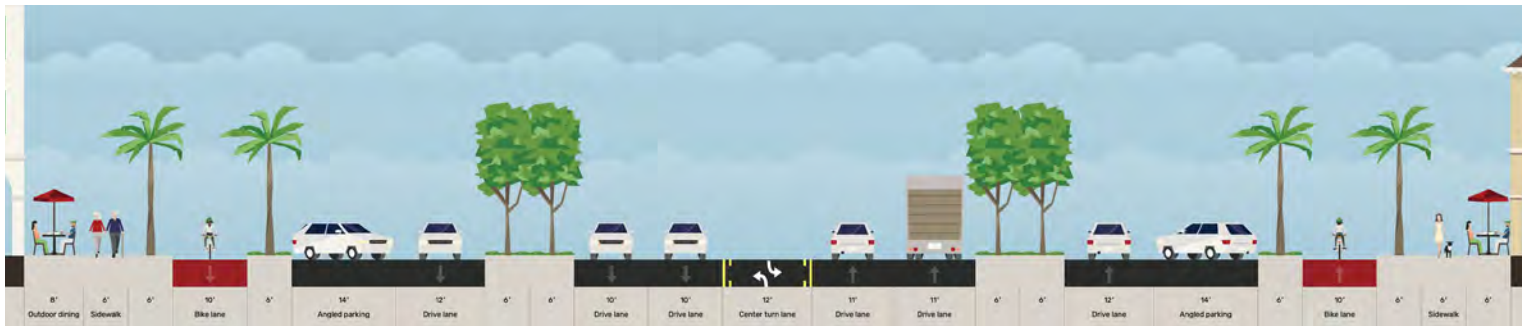 8' 6' 6' 10' 6' 14' 12' 6' 6' 10' 10' 12' 11' 11' 6' 6' 12' 14' 6' 10' 6' 6' 6'
Outdoor dining Sidewalk Bike lane Angled parking Drive lane Drive lane Drive lane Center turn lane Drive lane Drive lane Drive lane Angled parking Bike lane Sidewalk